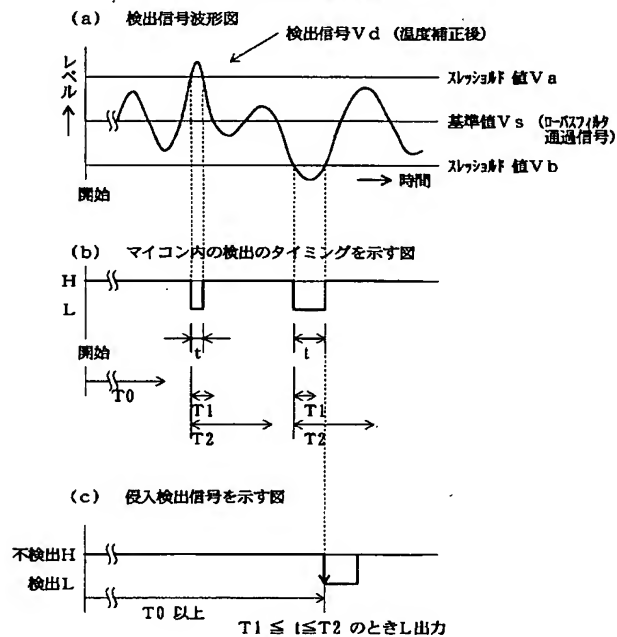 (a) 検出信号波形図
検出信号Vd (温度補正後)
レベル
スレッショルド 値Va
基準値Vs (ローパスフィルタ
通過信号)
スレッショルド 値Vb
時間
開始
(b) マイコン内の検出のタイミングを示す図
H
L
開始
t
t
T0
T1
T1
T2
T2
(c) 侵入検出信号を示す図
不検出H
検出L
T0 以上
T1 ≦ t≦T2 のときL出力